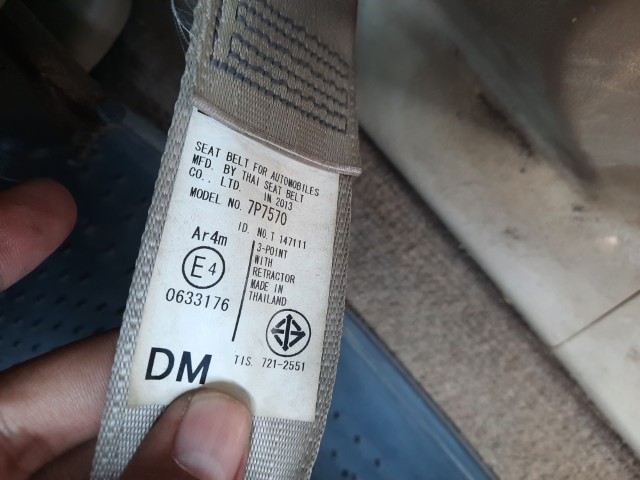 SEAT BELT FOR AUTOMOBILES
MFD. BY THAI SEAT BELT
CO., LTD. IN 2013
MODEL NO. 7P7570
ID. NO.T 147111
Ar4m
E4
0633176
3-POINT
WITH
RETRACTOR
MADE IN
THAILAND
DM
TIS. 721-2551